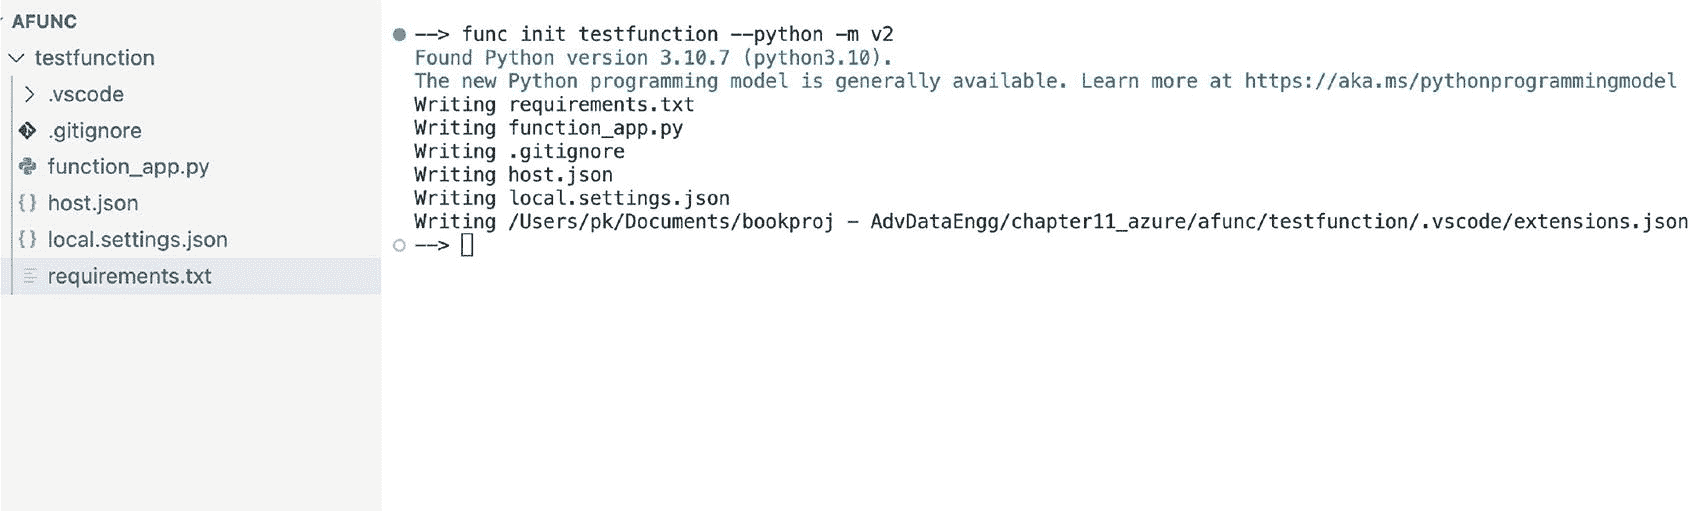 AFUNC
testfunction
.vscode
.gitignore
function_app.py
host.json
local.settings.json
requirements.txt
--> func init testfunction --python -m v2
Found Python version 3.10.7 (python3.10).
The new Python programming model is generally available. Learn more at https://aka.ms/pythonprogrammingmodel
Writing requirements.txt
Writing function_app.py
Writing .gitignore
Writing host.json
Writing local.settings.json
Writing /Users/pk/Documents/bookproj – AdvDataEngg/chapter11_azure/afunc/testfunction/.vscode/extensions.json
-->